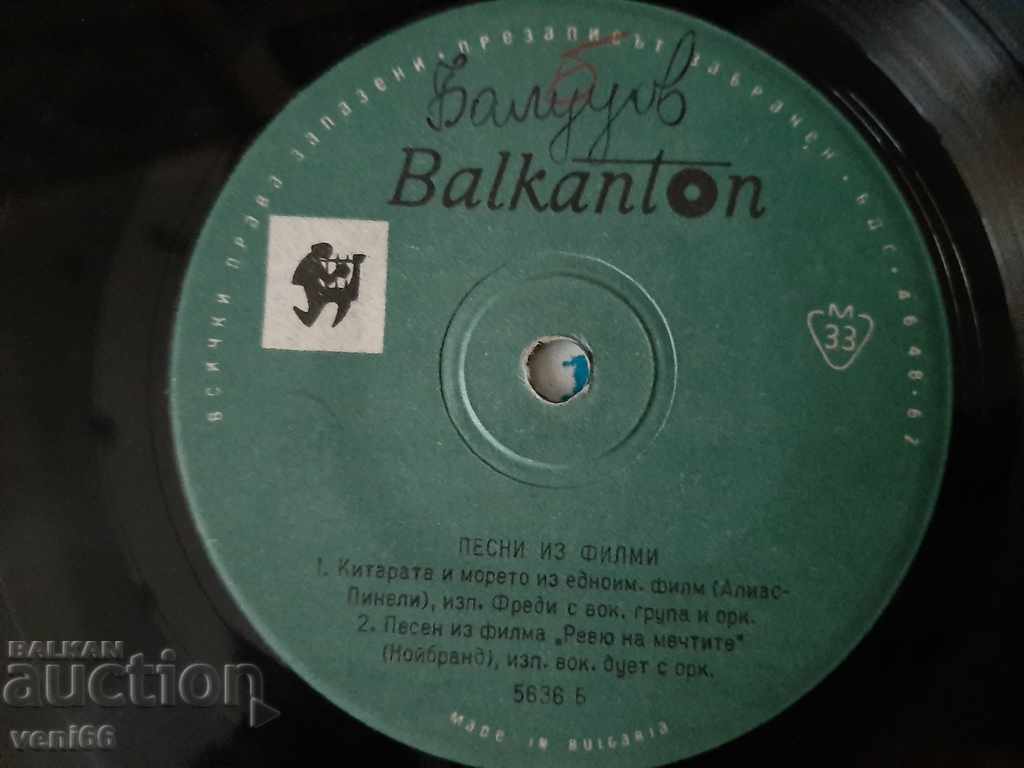 ВСИЧКИ ПРАВА ЗАПАЗЕНИ · ПРЕЗАПИСЪТ ЗАБРАНЕН · БДС · А6 48 - 67
Б
Balkanton
M
33
ПЕСНИ ИЗ ФИЛМИ
1. Китарата и морето из едноим. филм (Алиас-
Пинели), изп. Фреди с вок. група и орк.
2. Песен из филма „Ревю на мечтите"
(Нойбранд), изп. вок. дует с орк.
5636 Б
MADE IN BULGARIA
BALKAN
auction
veni66